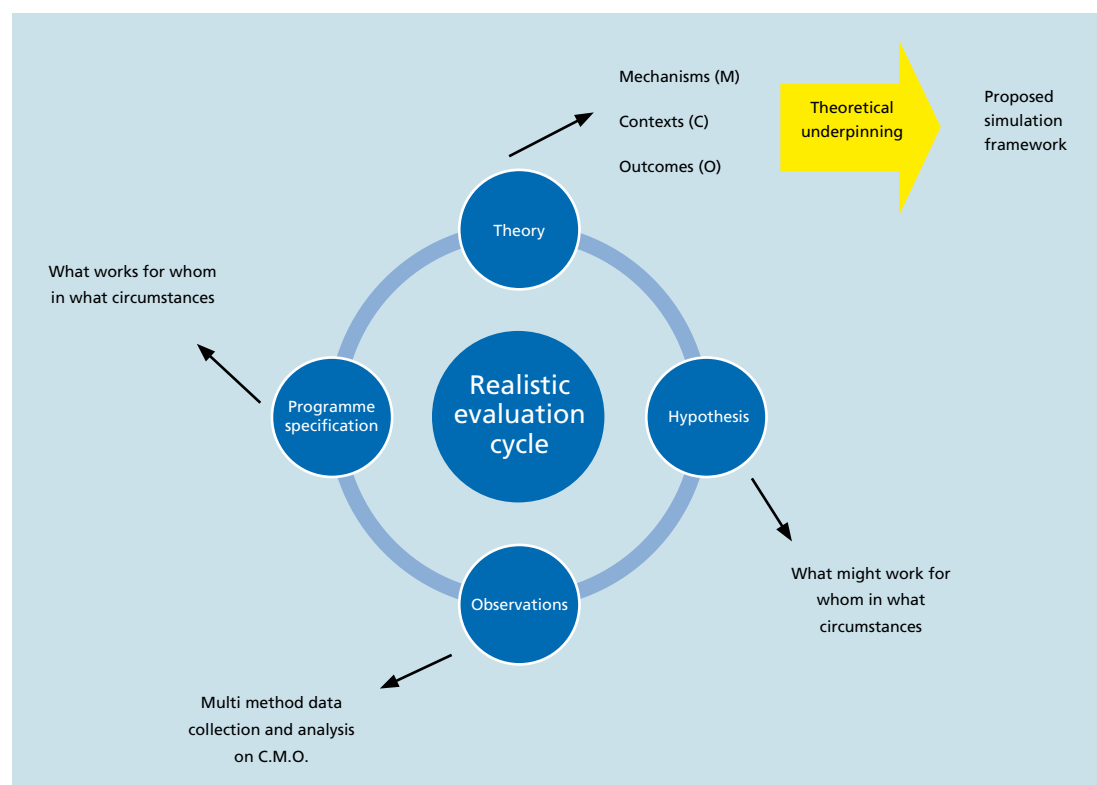 Mechanisms (M)
Contexts (C)
Outcomes (O)
Theoretical
underpinning
Proposed
simulation
framework
Theory
What works for whom
in what circumstances
Programme
specification
Realistic
evaluation
cycle
Hypothesis
What might work for
whom in what
circumstances
Observations
Multi method data
collection and analysis
on C.M.O.